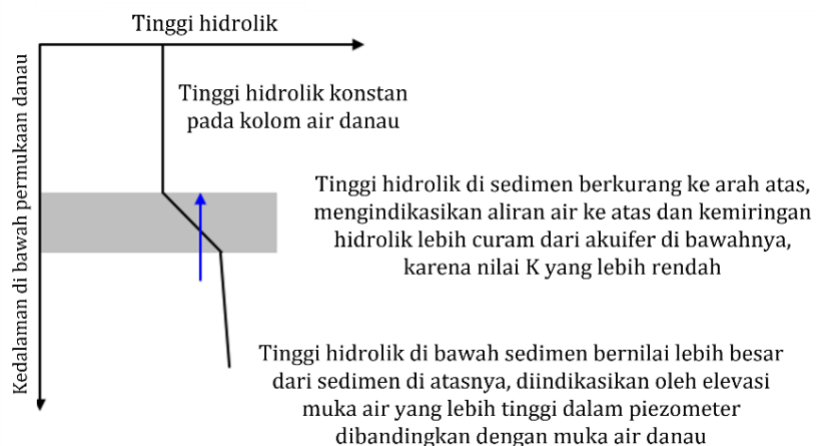 Tinggi hidrolik
Kedalaman di bawah permukaan danau
Tinggi hidrolik konstan
pada kolom air danau
Tinggi hidrolik di sedimen berkurang ke arah atas,
mengindikasikan aliran air ke atas dan kemiringan
hidrolik lebih curam dari akuifer di bawahnya,
karena nilai K yang lebih rendah
Tinggi hidrolik di bawah sedimen bernilai lebih besar
dari sedimen di atasnya, diindikasikan oleh elevasi
muka air yang lebih tinggi dalam piezometer
dibandingkan dengan muka air danau